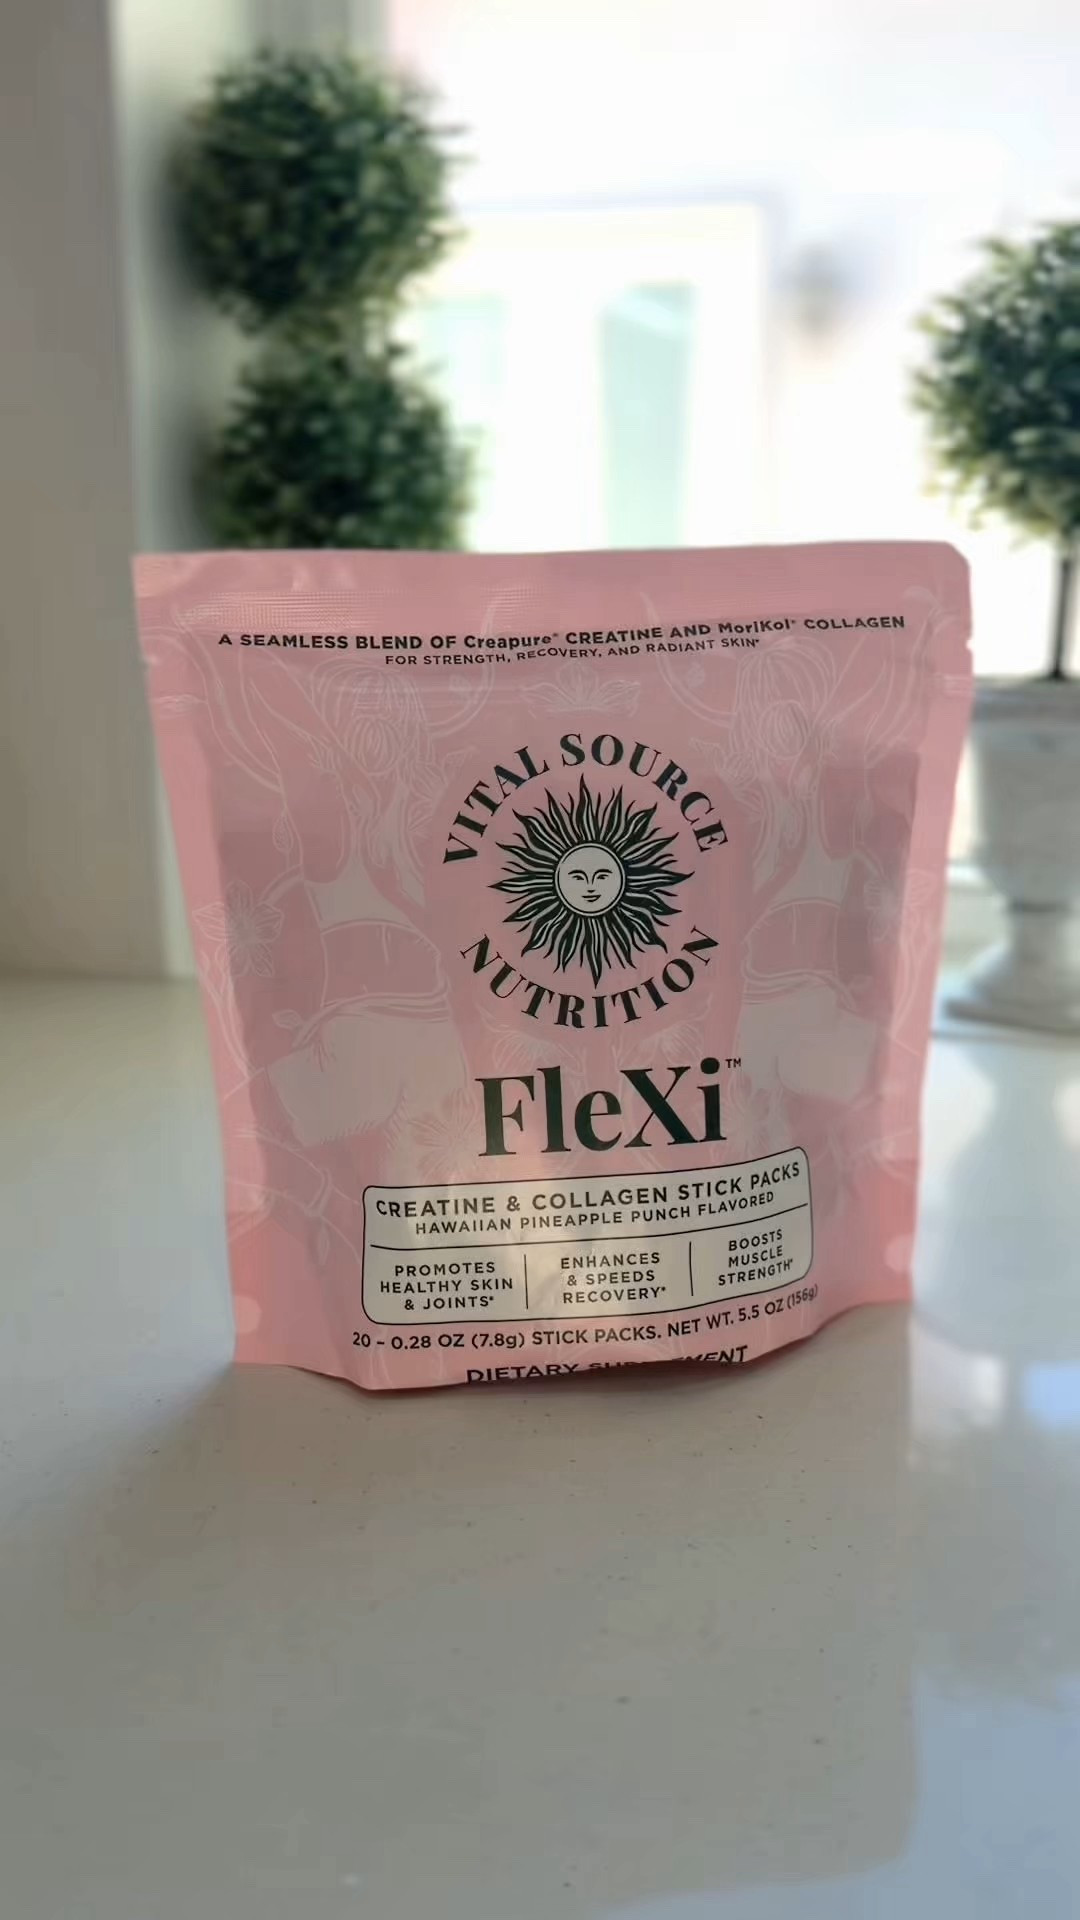 A SEAMLESS BLEND OF Creapure® CREATINE AND MoriKol® COLLAGEN
FOR STRENGTH, RECOVERY, AND RADIANT SKIN*
VITAL SOURCE
NUTRITION
FleXi™
CREATINE & COLLAGEN STICK PACKS
HAWAIIAN PINEAPPLE PUNCH FLAVORED
PROMOTES
HEALTHY SKIN
& JOINTS*
ENHANCES
& SPEEDS
RECOVERY*
BOOSTS
MUSCLE
STRENGTH*
20 – 0.28 OZ (7.8g) STICK PACKS. NET WT. 5.5 OZ (156g)
DIETARY SUPPLEMENT